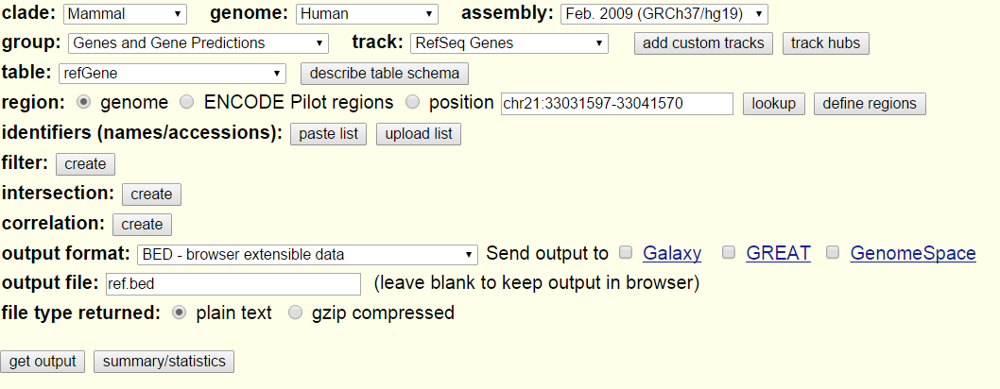 clade: Mammal genome: Human assembly: Feb. 2009 (GRCh37/hg19)
group: Genes and Gene Predictions track: RefSeq Genes add custom tracks track hubs
table: refGene describe table schema
region: genome ENCODE Pilot regions position chr21:33031597-33041570 lookup define regions
identifiers (names/accessions): paste list upload list
filter: create
intersection: create
correlation: create
output format: BED - browser extensible data Send output to Galaxy GREAT GenomeSpace
output file: ref.bed (leave blank to keep output in browser)
file type returned: plain text gzip compressed
get output summary/statistics